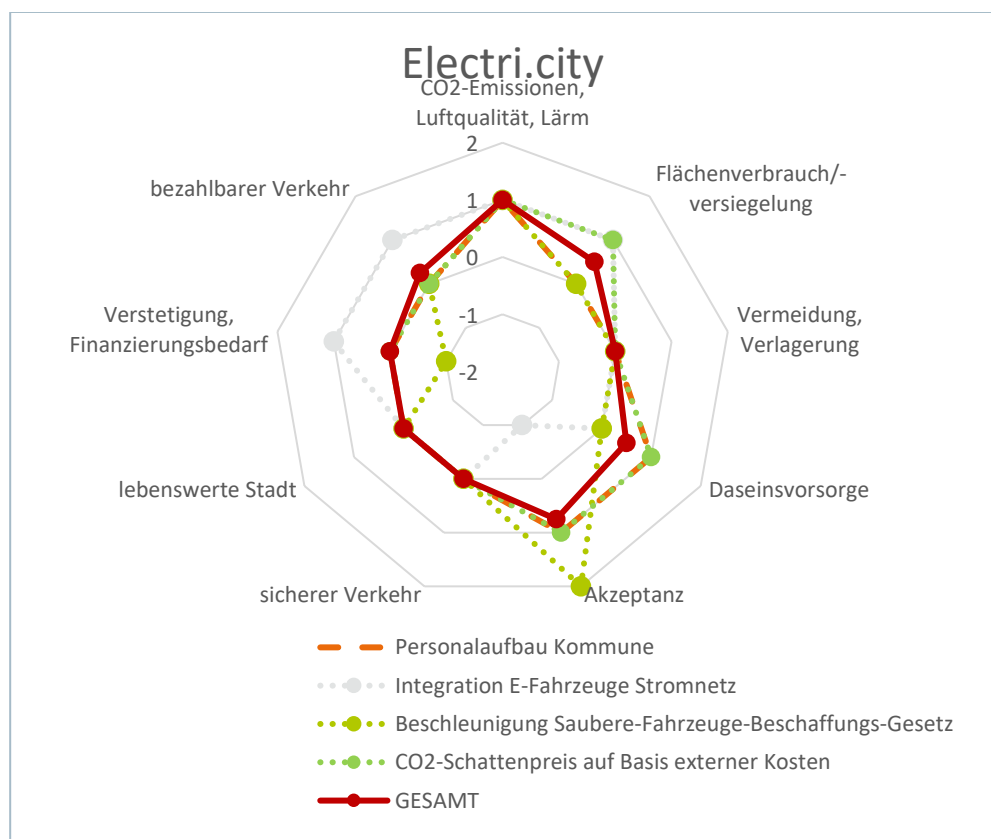 Electri.city
CO2-Emissionen,
Luftqualität, Lärm
2
Flächenverbrauch/-
versiegelung
bezahlbarer Verkehr
1
0
Verstetigung,
Finanzierungsbedarf
Vermeidung,
Verlagerung
-1
-2
lebenswerte Stadt
Daseinsvorsorge
sicherer Verkehr
Akzeptanz
Personalaufbau Kommune
Integration E-Fahrzeuge Stromnetz
Beschleunigung Saubere-Fahrzeuge-Beschaffungs-Gesetz
CO2-Schattenpreis auf Basis externer Kosten
GESAMT